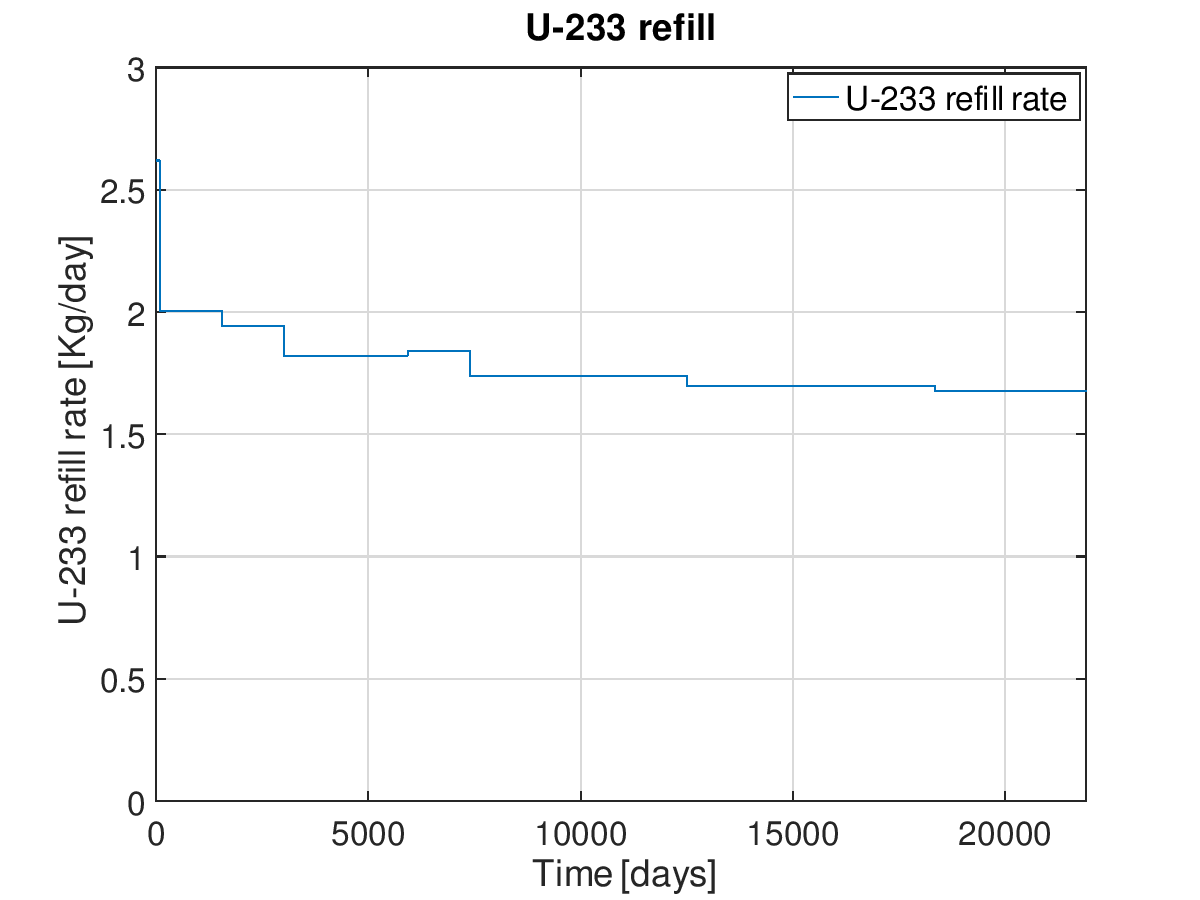 U-233 refill
U-233 refill rate
3
2.5
2
1.5
1
0.5
0
U-233 refill rate [Kg/day]
0 5000 10000 15000 20000
Time [days]